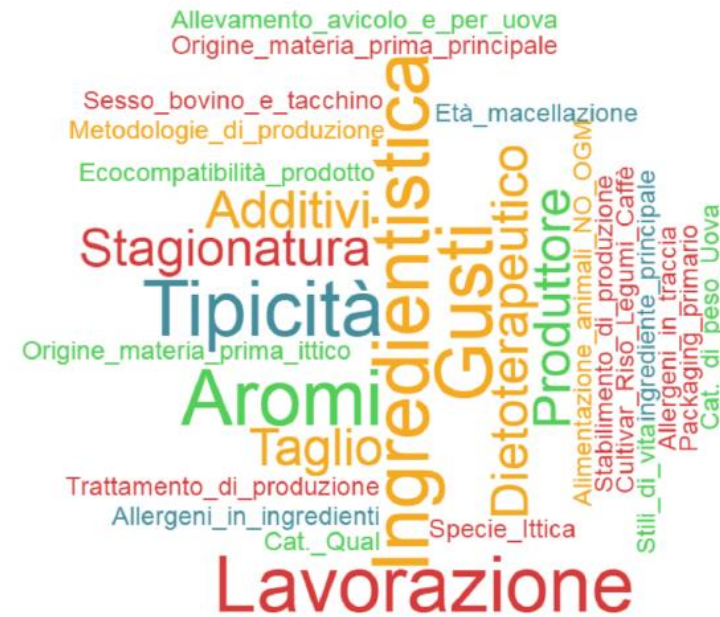 Allevamento_avicolo_e_per_uova
Origine_materia_prima_principale
Sesso_bovino_e_tacchino
Età_macellazione
Metodologie_di_produzione
Ecocompatibilità_prodotto
Additivi
Stagionatura
Tipicità
Origine_materia_prima_ittico
Aromi
Taglio
Trattamento_di_produzione
Allergeni_in_ingredienti
Cat._Qual
Specie_Ittica
Lavorazione
Ingredientistica
Gusti
Dietoterapeutico
Produttore
Alimentazione_animali_NO_OGM
Stabilimento_di_produzione
Cultivar_Riso_Legumi_Caffè
Stili_di_vita
ingrediente_principale
Allergeni_in_traccia
Packaging_primario
Cat._di_peso_Uova